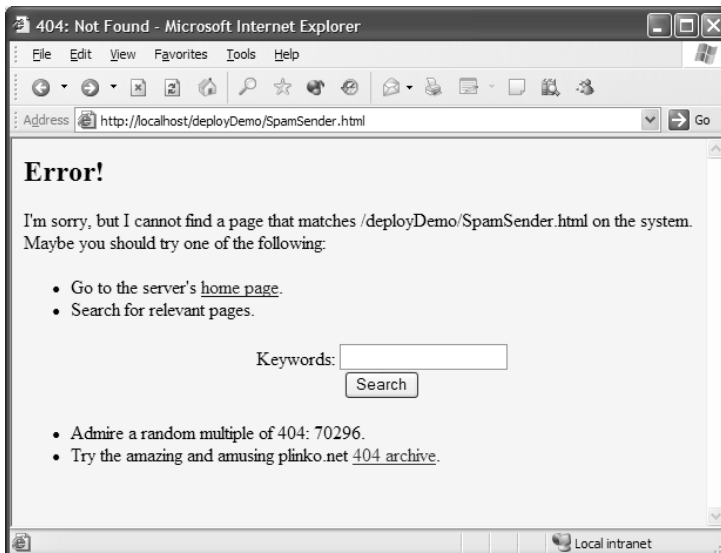 404: Not Found - Microsoft Internet Explorer
File Edit View Favorites Tools Help
Address http://localhost/deployDemo/SpamSender.html Go
Error!
I'm sorry, but I cannot find a page that matches /deployDemo/SpamSender.html on the system.
Maybe you should try one of the following:
• Go to the server's home page.
• Search for relevant pages.
Keywords:
Search
• Admire a random multiple of 404: 70296.
• Try the amazing and amusing plinko.net 404 archive.
Local intranet